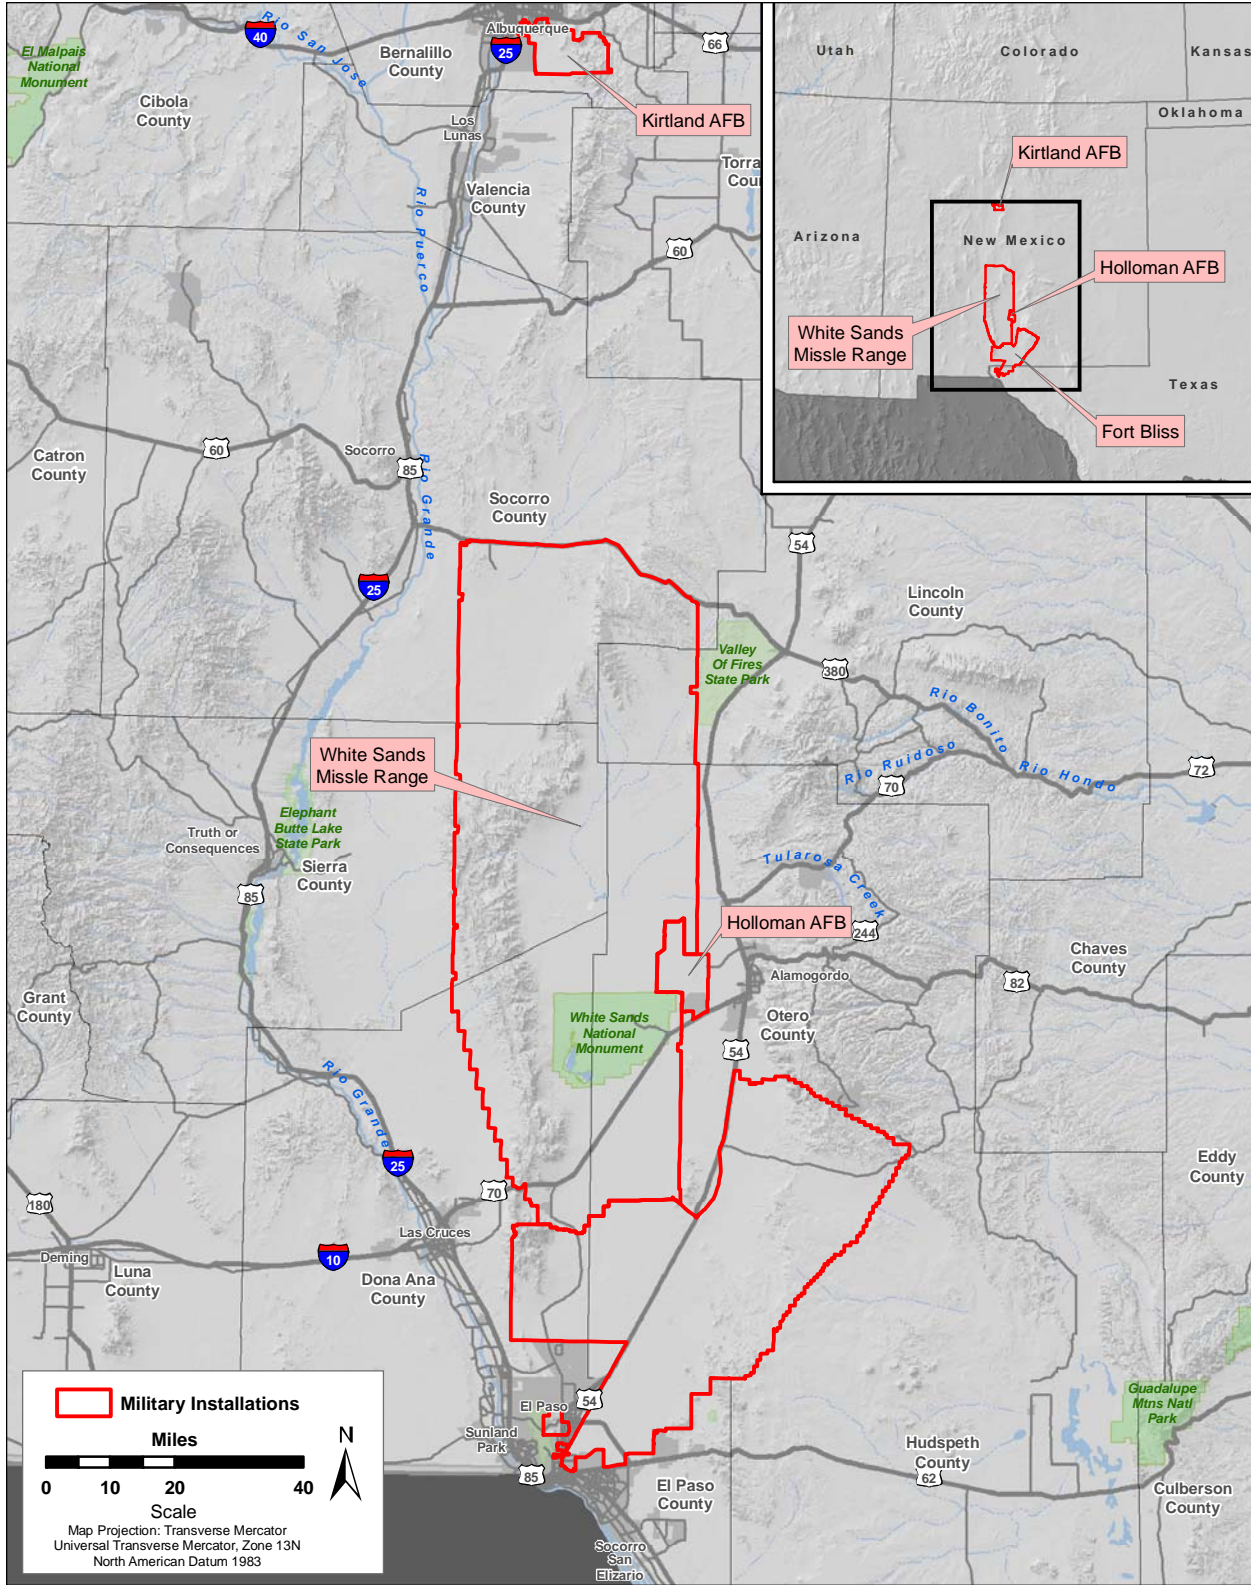 Rio San Jose
40
Albuquerque
25
66
El Malpais
National
Monument
Bernalillo
County
Cibola
County
Kirtland AFB
Los
Lunas
Torra
Cou
Valencia
County
Rio Puerco
60
Utah
Colorado
Kansas
Oklahoma
Kirtland AFB
Arizona
New Mexico
Holloman AFB
White Sands
Missle Range
Texas
Fort Bliss
Catron
County
60
Socorro
85
Rio Grande
Socorro
County
54
25
Lincoln
County
Valley
Of Fires
State Park
380
Rio Bonito
Rio Ruidoso
Rio Hondo
72
70
White Sands
Missle Range
Elephant
Butte Lake
State Park
Truth or
Consequences
Sierra
County
85
Tularosa Creek
244
Holloman AFB
Chaves
County
Alamogordo
82
Grant
County
White Sands
National
Monument
Otero
County
54
Rio Grande
25
Eddy
County
180
70
Las Cruces
Deming
10
Luna
County
Dona Ana
County
Military Installations
Miles
N
0 10 20 40
Scale
Map Projection: Transverse Mercator
Universal Transverse Mercator, Zone 13N
North American Datum 1983
54
El Paso
Sunland
Park
85
Guadalupe
Mtns Natl
Park
Hudspeth
County
62
El Paso
County
Culberson
County
Socorro
San
Elizario